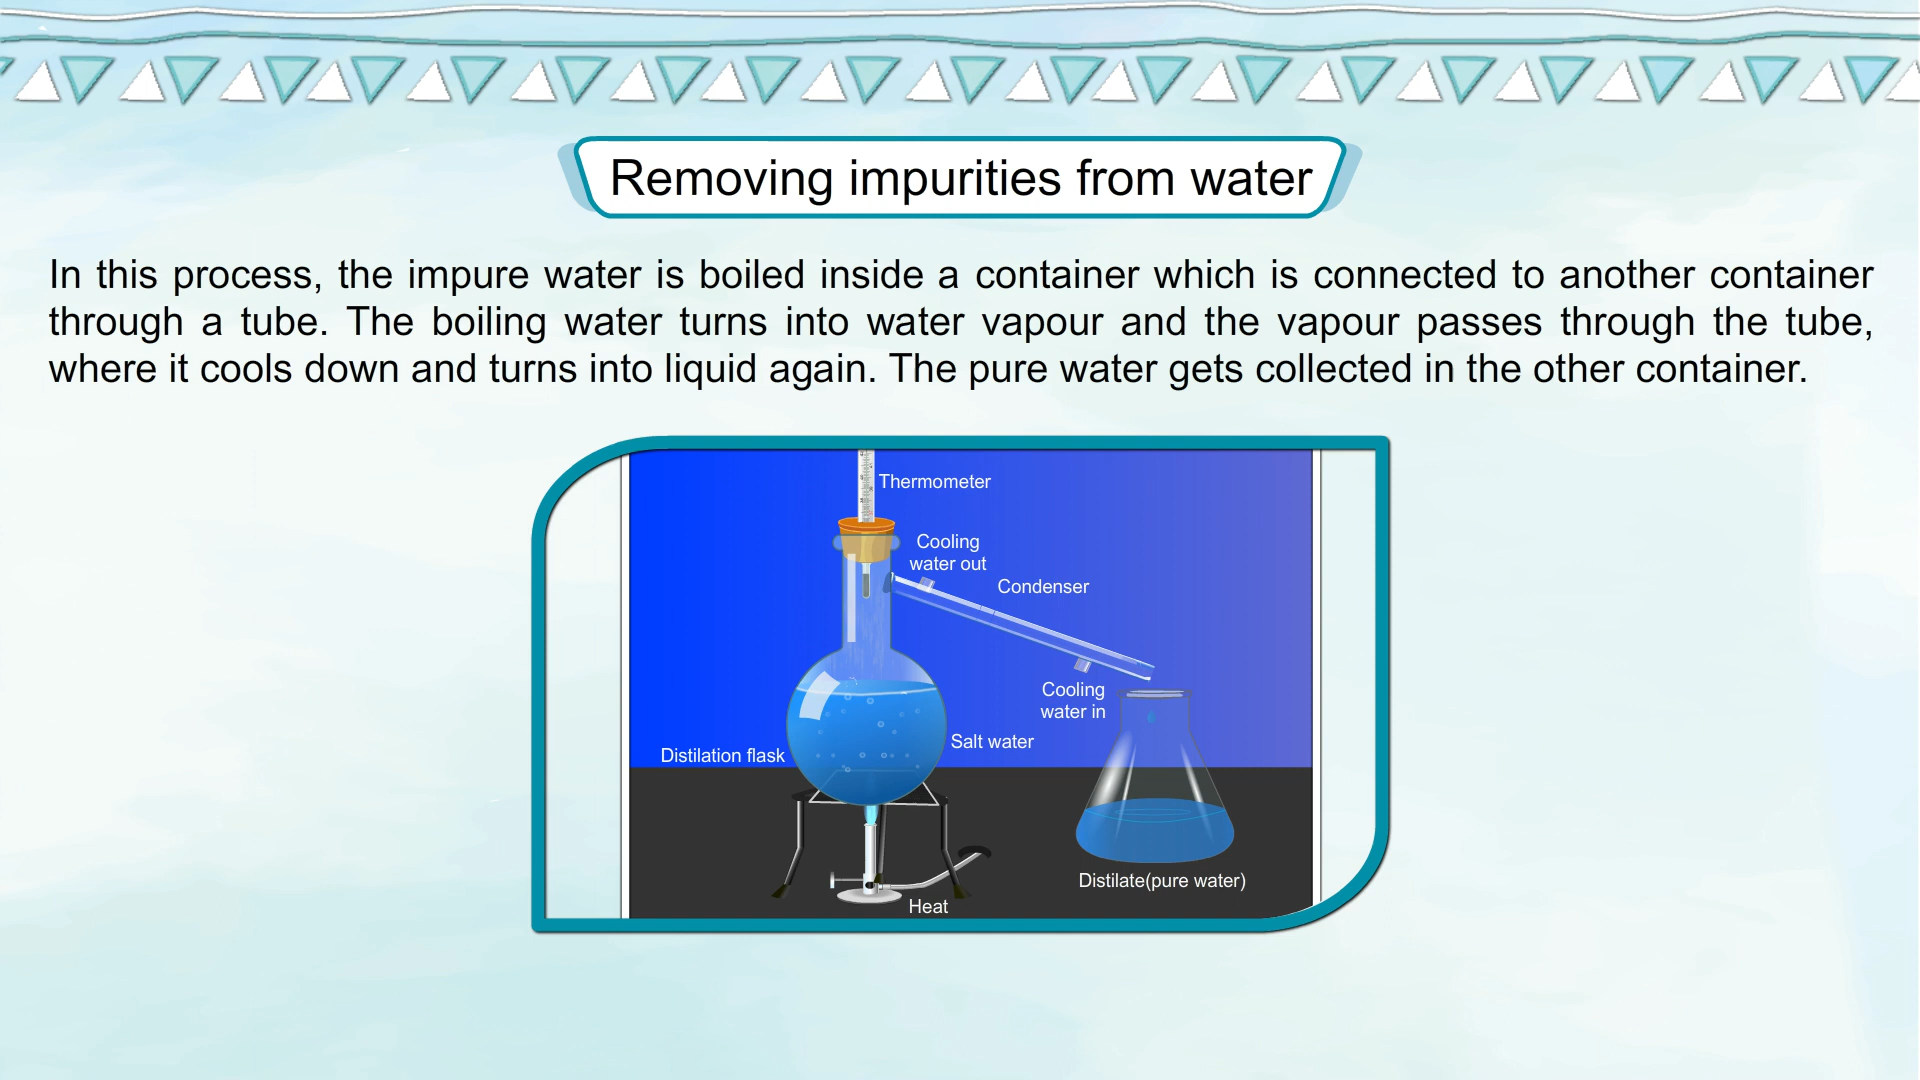 Removing impurities from water
In this process, the impure water is boiled inside a container which is connected to another container
through a tube. The boiling water turns into water vapour and the vapour passes through the tube,
where it cools down and turns into liquid again. The pure water gets collected in the other container.
Thermometer
Cooling
water out
Condenser
Cooling
water in
Salt water
Distilation flask
Distilate(pure water)
Heat